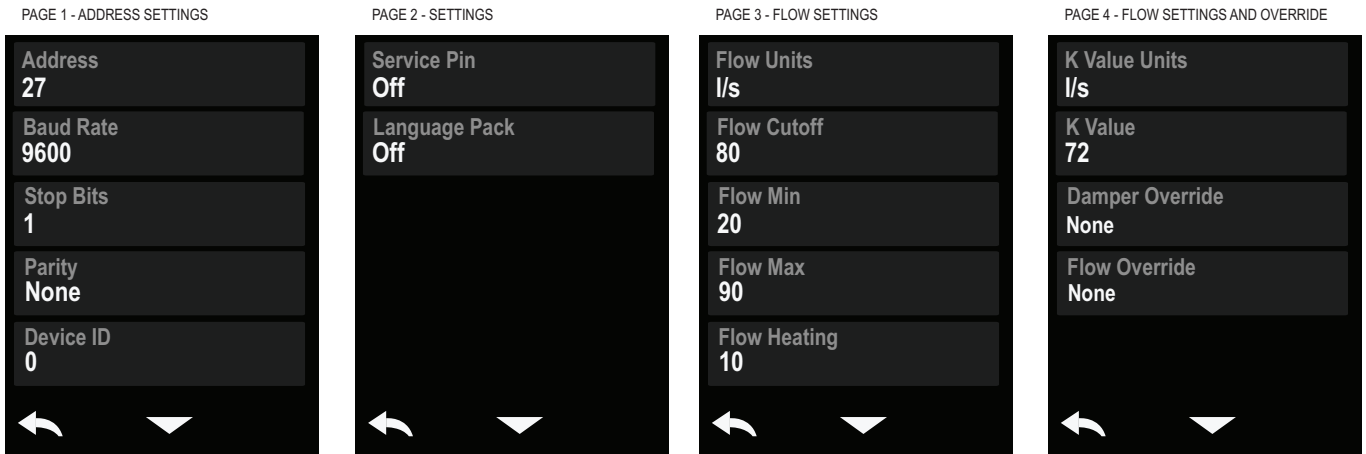 PAGE 1 - ADDRESS SETTINGS
Address
27
Baud Rate
9600
Stop Bits
1
Parity
None
Device ID
0
PAGE 2 - SETTINGS
Service Pin
Off
Language Pack
Off
PAGE 3 - FLOW SETTINGS
Flow Units
l/s
Flow Cutoff
80
Flow Min
20
Flow Max
90
Flow Heating
10
PAGE 4 - FLOW SETTINGS AND OVERRIDE
K Value Units
l/s
K Value
72
Damper Override
None
Flow Override
None